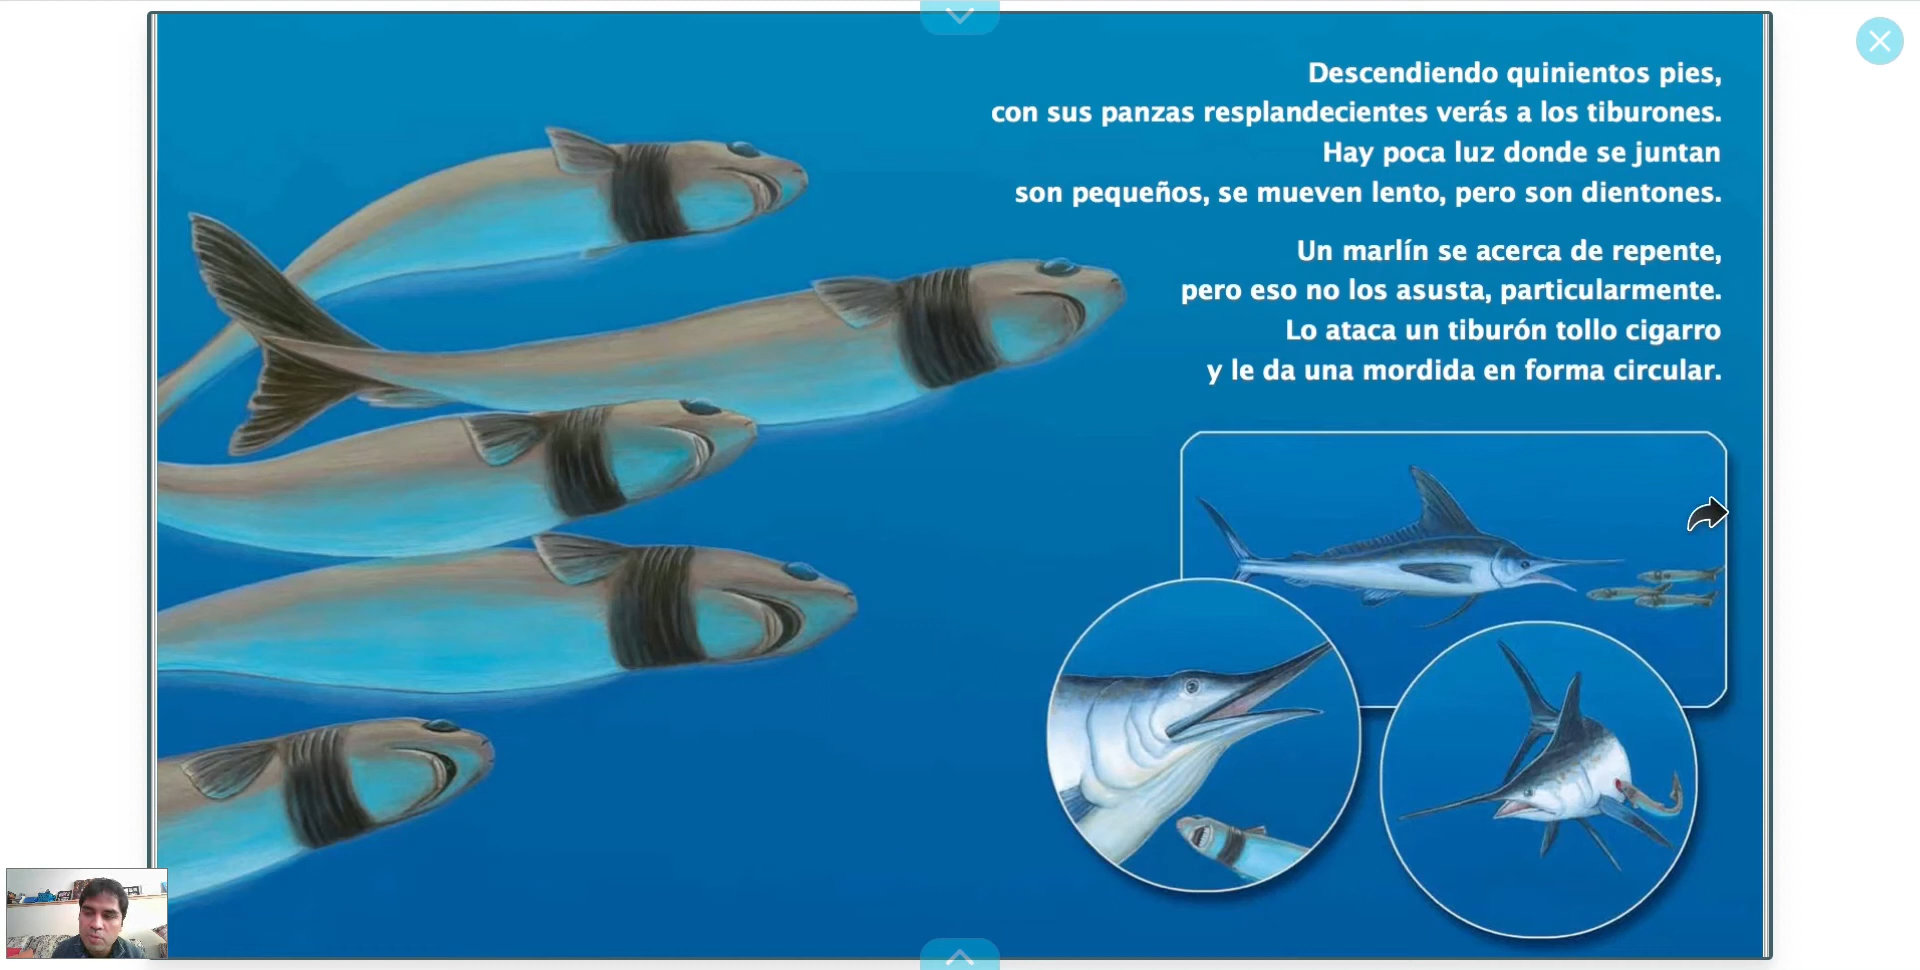 Descendiendo quinientos pies,
con sus panzas resplandecientes verás a los tiburones.
Hay poca luz donde se juntan
son pequeños, se mueven lento, pero son dientones.
Un marlín se acerca de repente,
pero eso no los asusta, particularmente.
Lo ataca un tiburón tollo cigarro
y le da una mordida en forma circular.